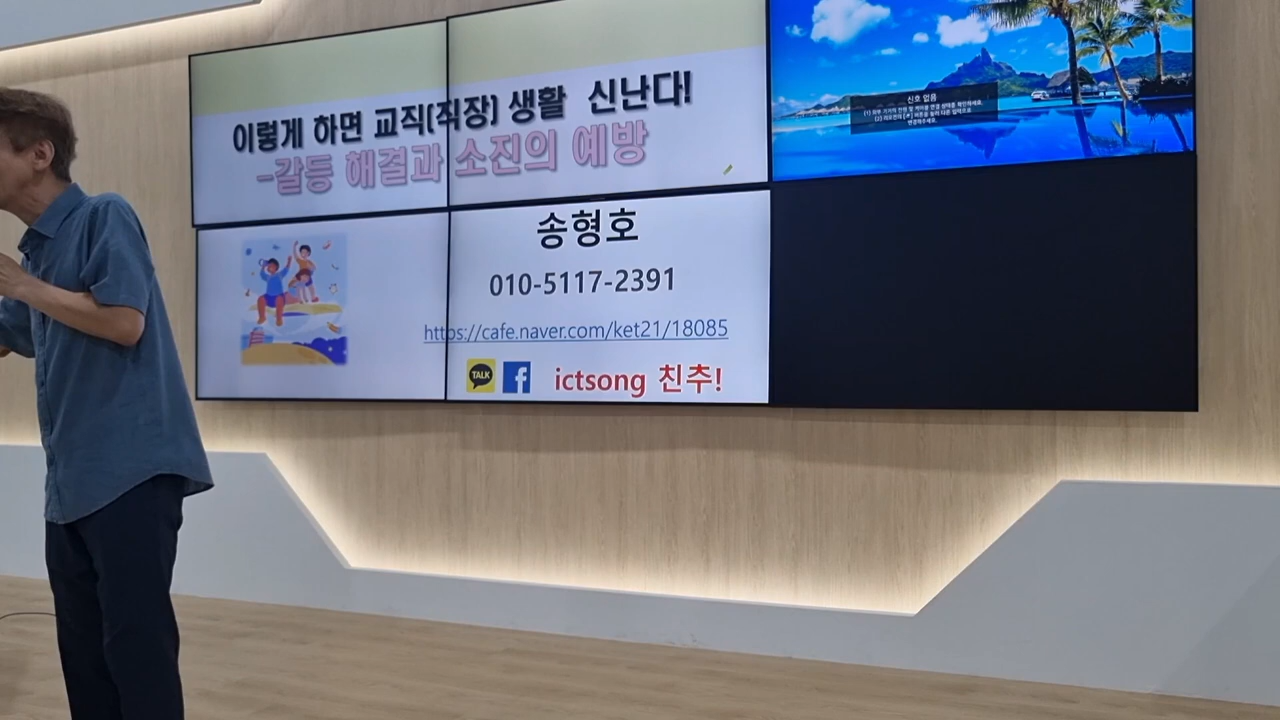 이렇게 하면 교직(직장) 생활 신난다!
-갈등 해결과 소진의 예방
송형호
010-5117-2391
https://cafe.naver.com/ket21/18085
TALK
f
ictsong 친추!
신호 없음